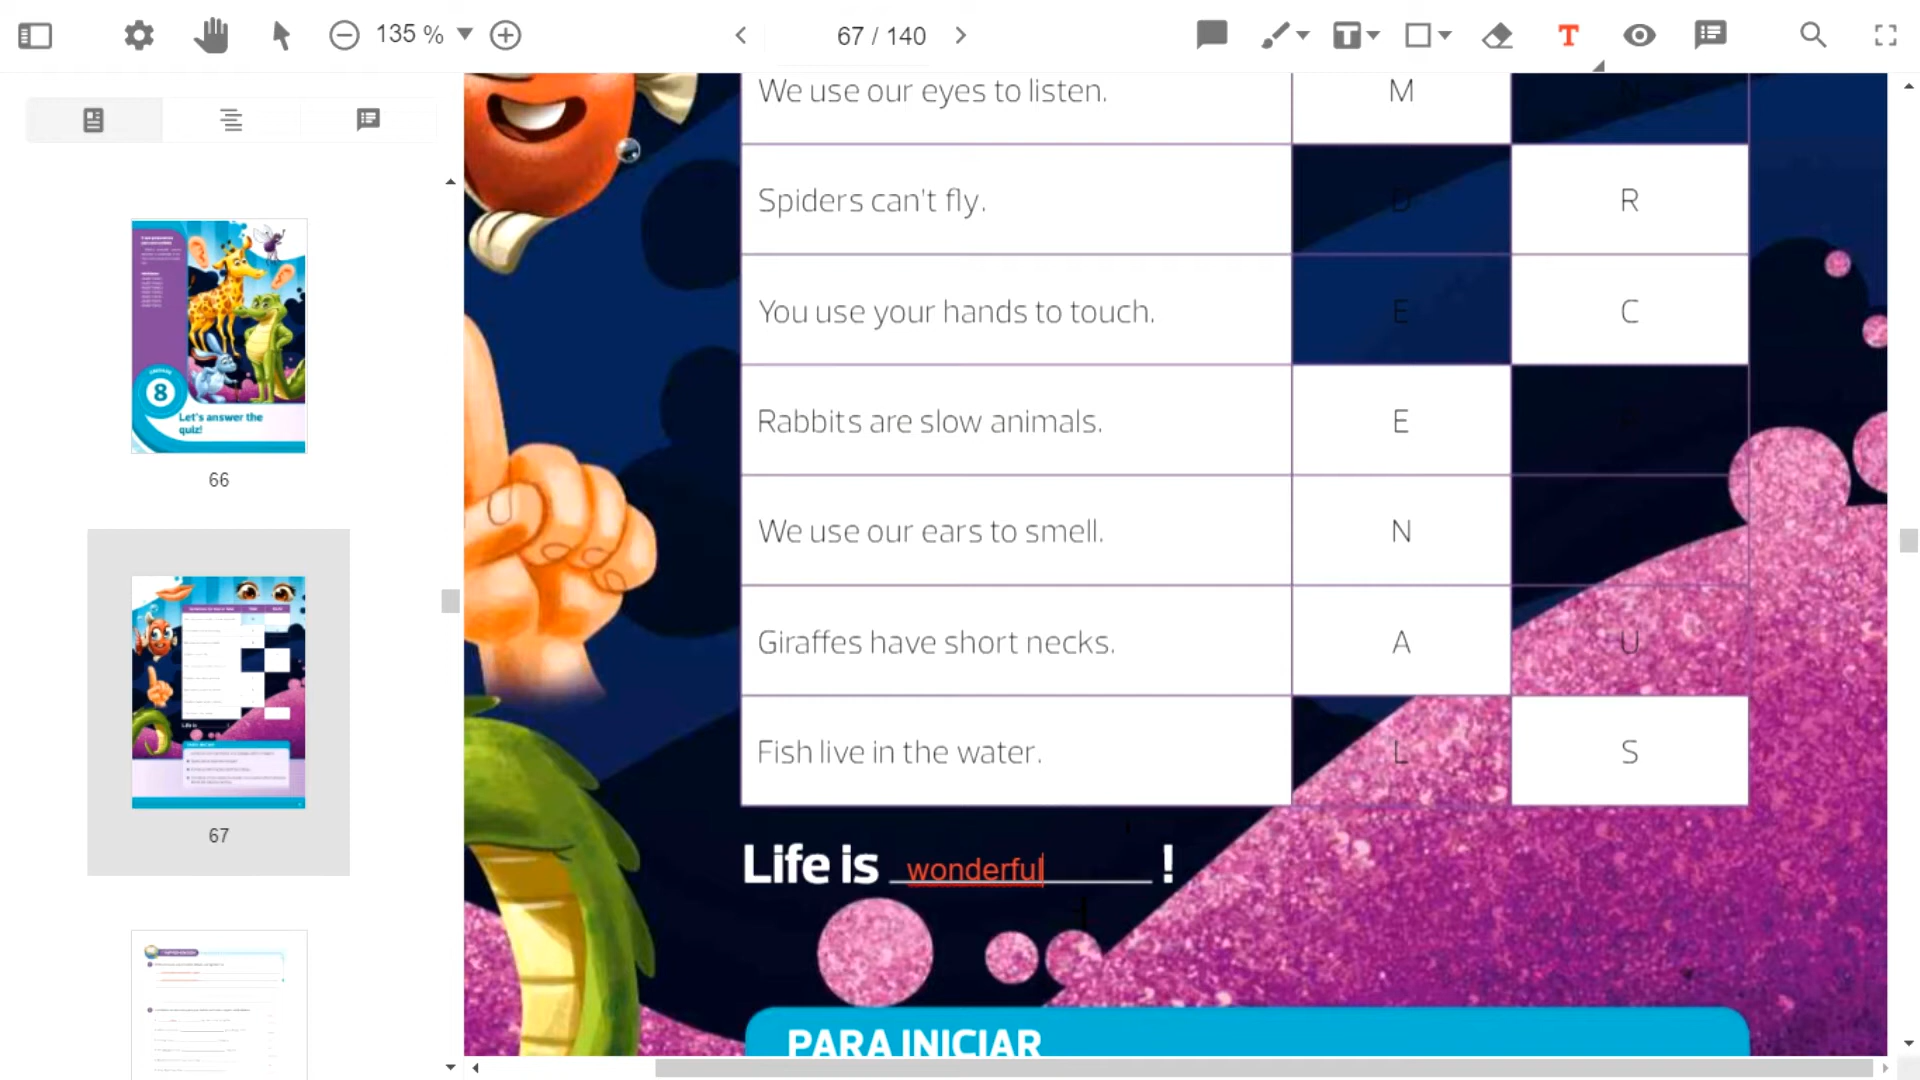 135 %
67 / 140
8
Let's answer the
quiz!
66
67
We use our eyes to listen. M N
Spiders can't fly. D R
You use your hands to touch. E C
Rabbits are slow animals. E
We use our ears to smell. N
Giraffes have short necks. A U
Fish live in the water. L S
Life is wonderful !
PARA INICIAR